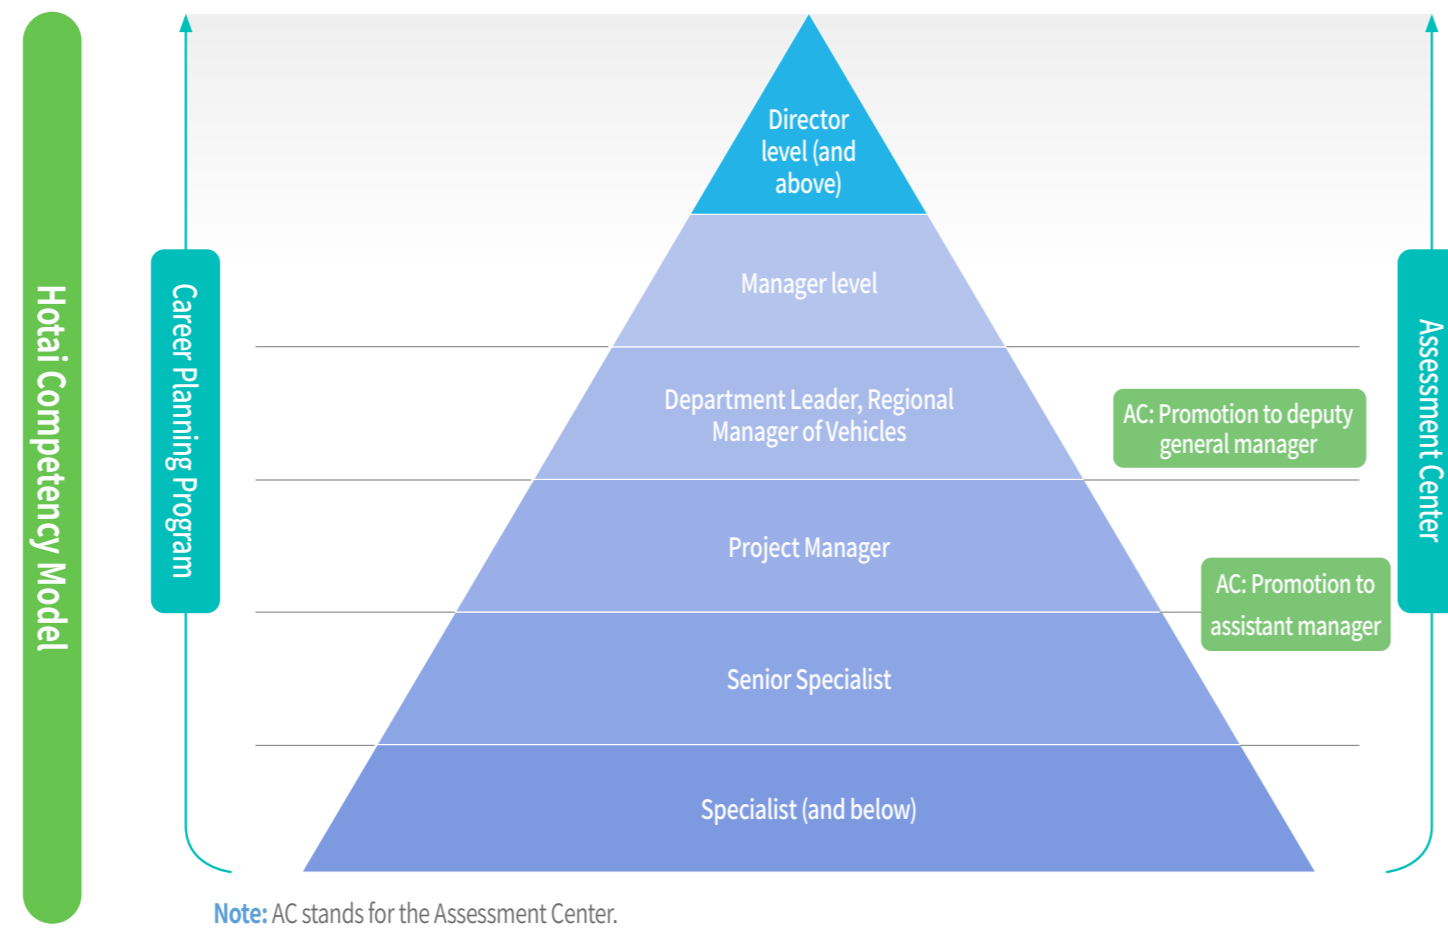 Hotai Competency Model
Career Planning Program
Director
level (and
above)
Manager level
Department Leader, Regional
Manager of Vehicles
Project Manager
Senior Specialist
Specialist (and below)
AC: Promotion to deputy
general manager
AC: Promotion to
assistant manager
Assessment Center
Note: AC stands for the Assessment Center.